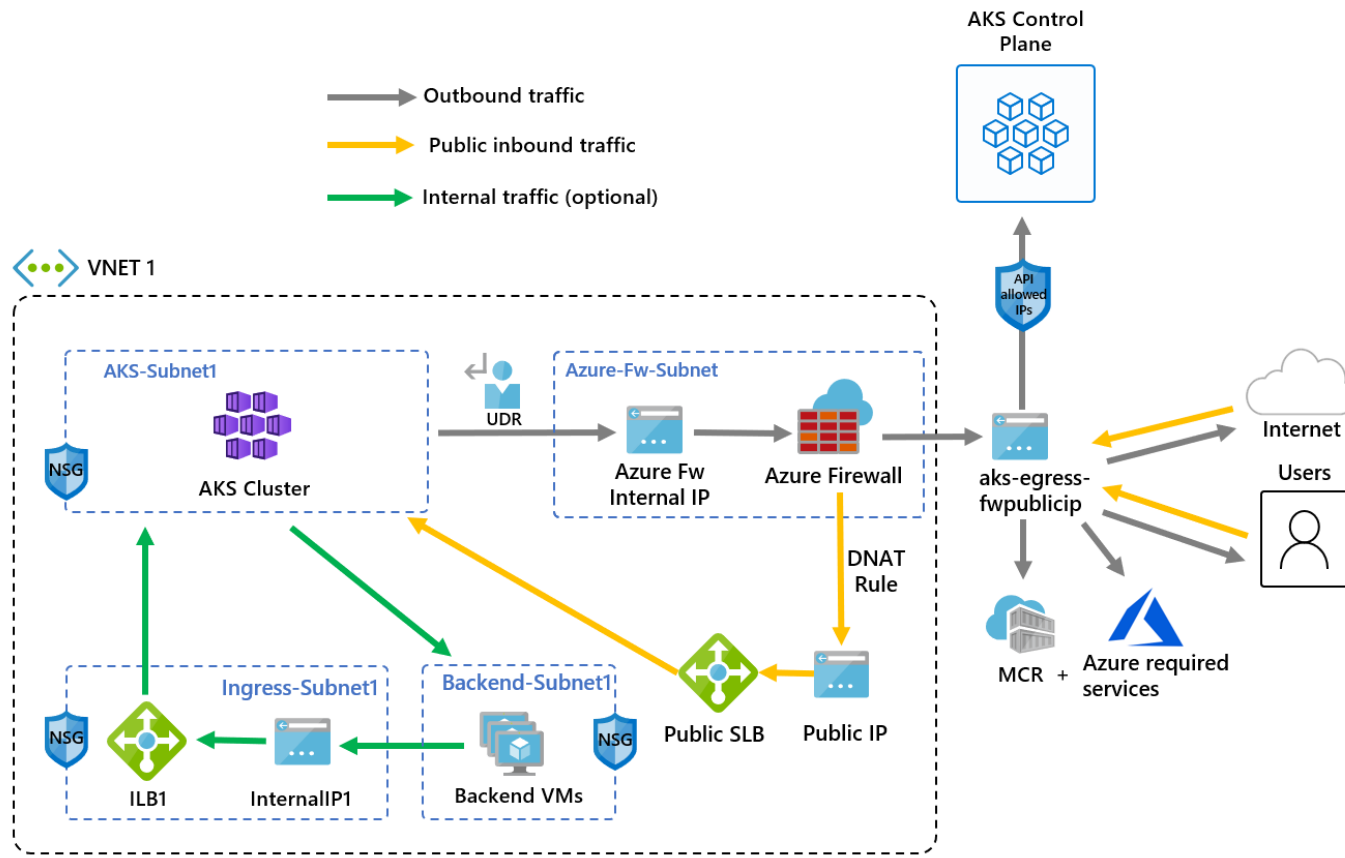 AKS Control
Plane
Outbound traffic
Public inbound traffic
Internal traffic (optional)
VNET 1
API
allowed
IPs
AKS-Subnet1
UDR
Azure-Fw-Subnet
NSG
AKS Cluster
Azure Fw
Internal IP
Azure Firewall
aks-egress-
fwpublicip
Internet
Users
DNAT
Rule
MCR +
Azure required
services
Ingress-Subnet1
Backend-Subnet1
NSG
NSG
Public SLB
Public IP
ILB1
InternalIP1
Backend VMs